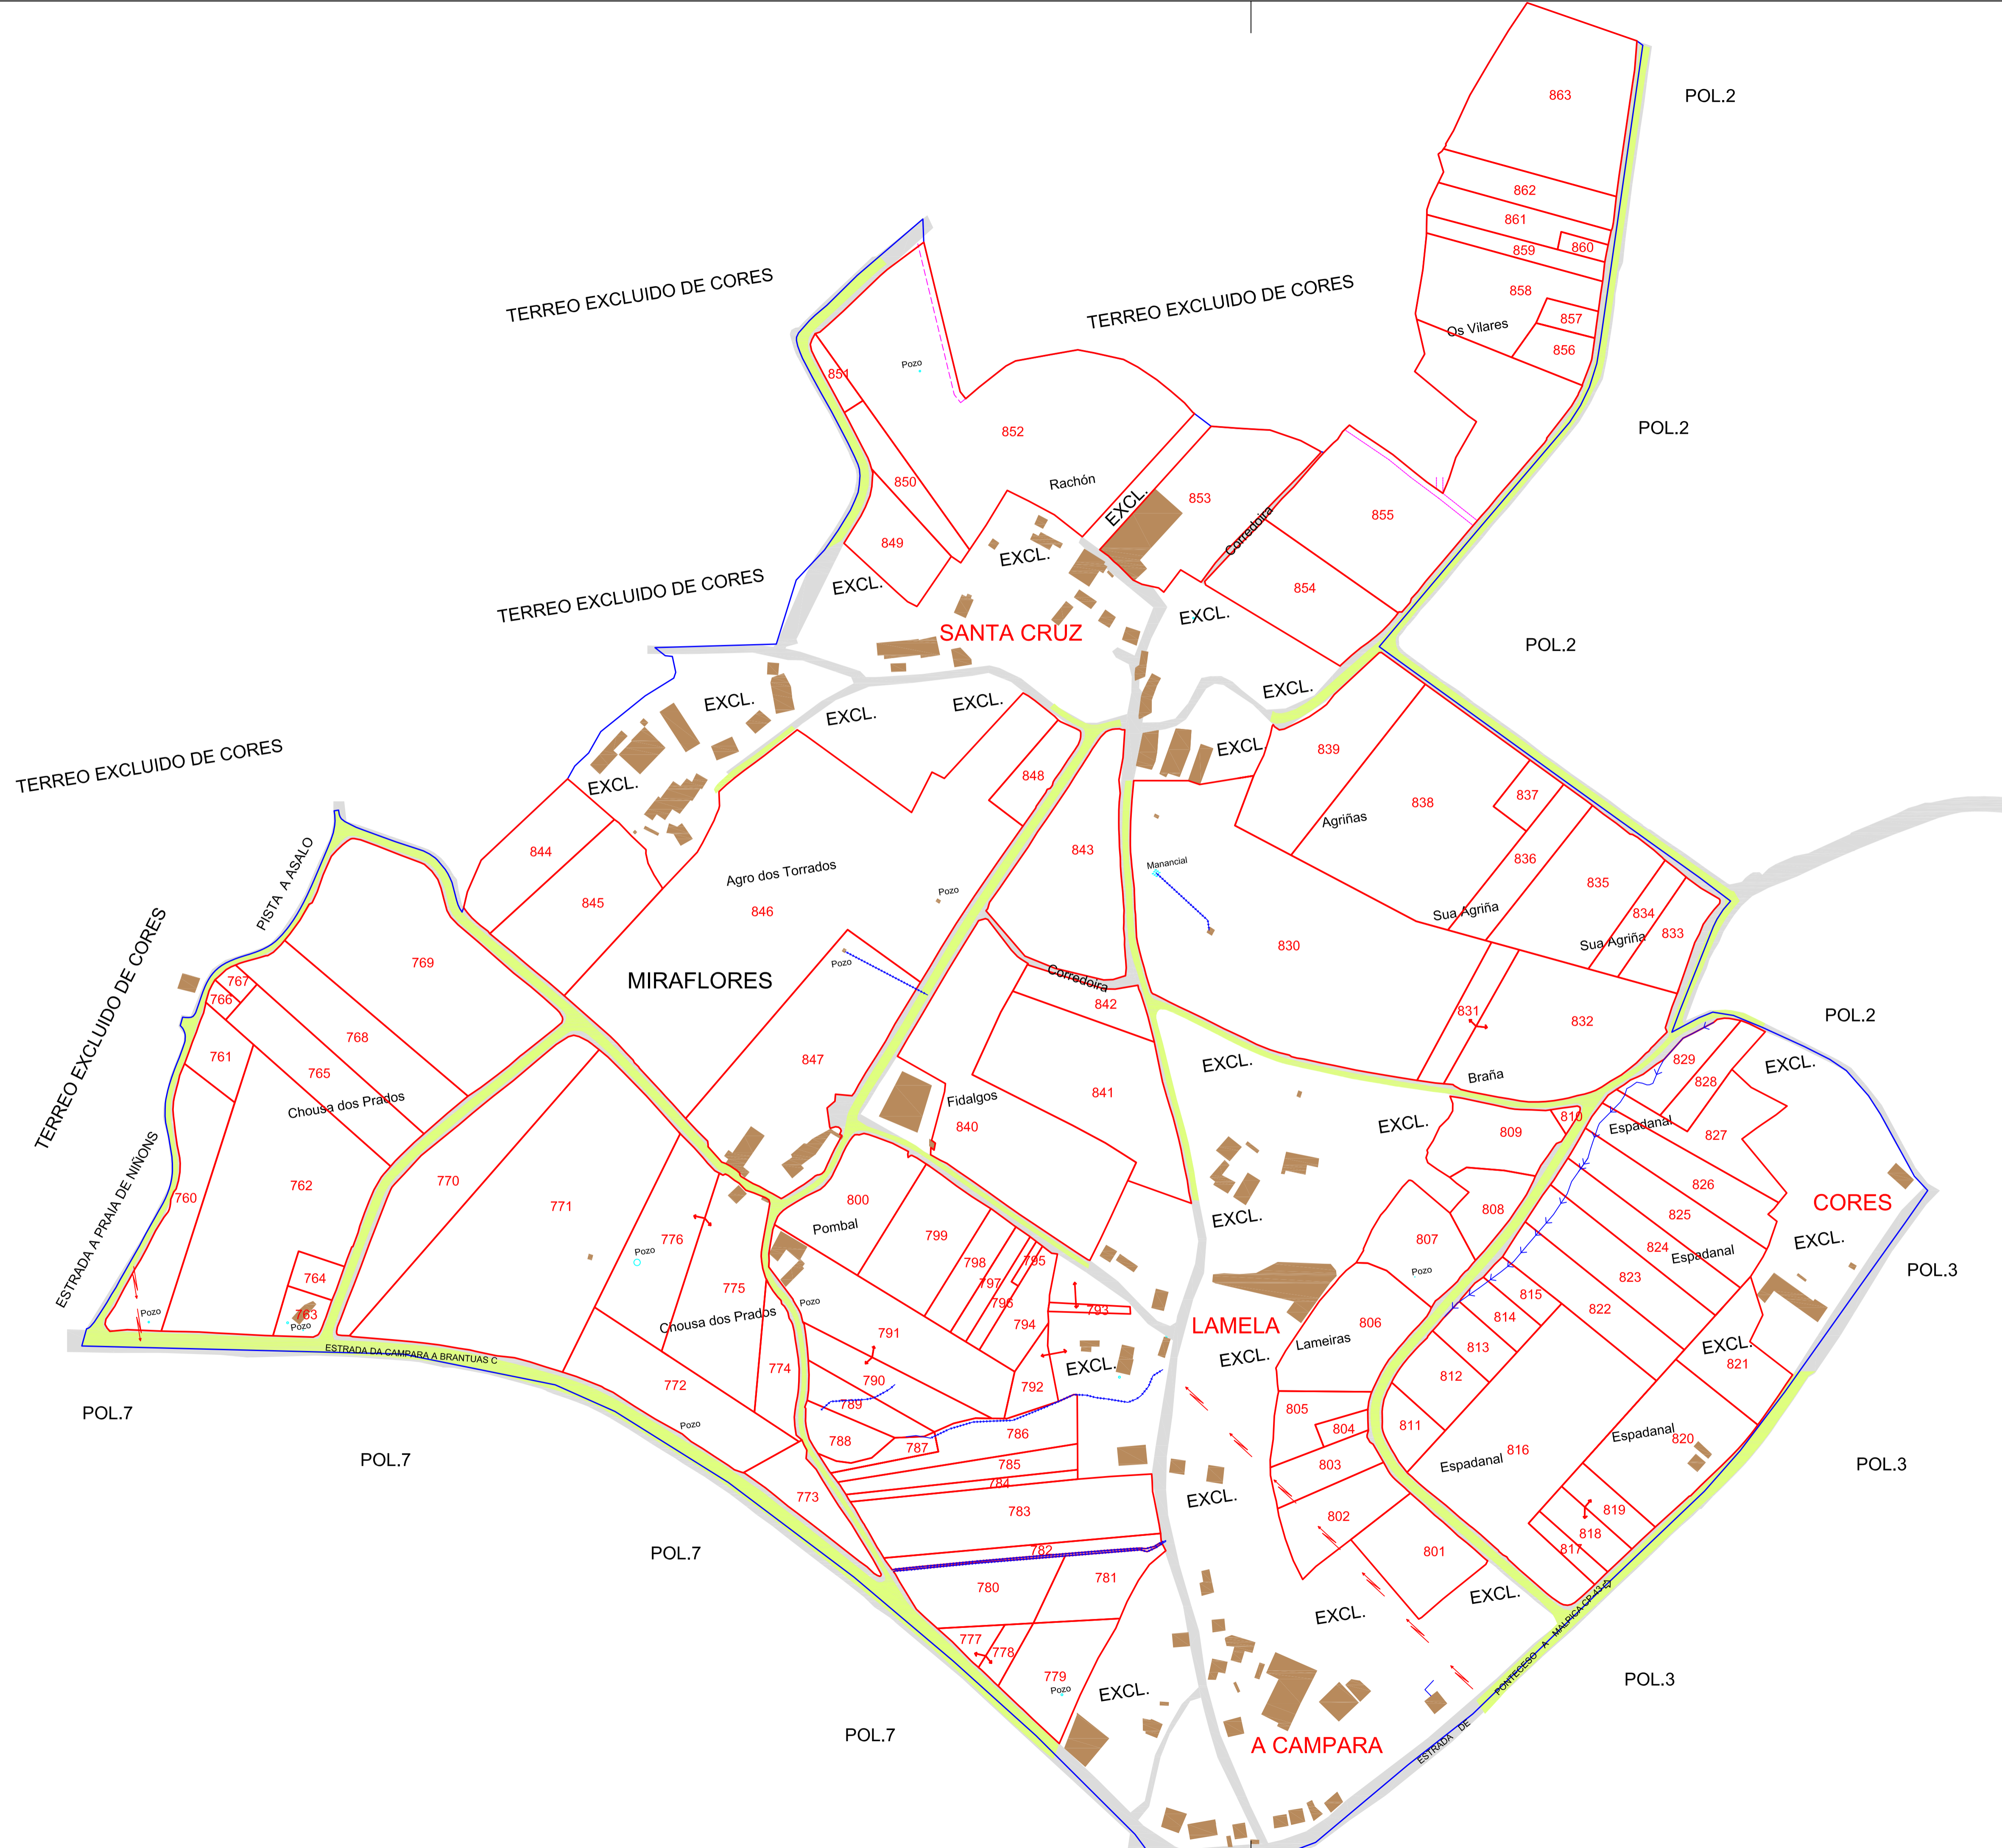 863
POL.2
862
861
860
859
858
857
Os Vilares
856
TERREO EXCLUIDO DE CORES
TERREO EXCLUIDO DE CORES
Pozo
851
852
POL.2
Rachón
850
EXCL.
853
855
Corredoira
849
EXCL.
EXCL.
854
TERREO EXCLUIDO DE CORES
EXCL.
SANTA CRUZ
POL.2
EXCL.
EXCL.
EXCL.
EXCL.
EXCL.
839
TERREO EXCLUIDO DE CORES
848
EXCL.
837
838
Agriñas
PISTA A ASALO
844
843
Manancial
836
Agro dos Torrados
835
845
846
Pozo
Sua Agriña
834
833
Sua Agriña
830
TERREO EXCLUIDO DE CORES
769
Pozo
MIRAFLORES
Corredoira
767
766
842
831
832
POL.2
768
761
847
765
EXCL.
829
EXCL.
828
Braña
Chousa dos Prados
Fidalgos
841
840
EXCL.
810
809
Espadanal
827
ESTRADA A PRAIA DE NIÑONS
760
762
770
771
800
826
CORES
Pombal
799
808
825
EXCL.
776
Pozo
807
824
Espadanal
798
795
POL.3
764
775
797
796
Pozo
823
815
Pozo
763
Pozo
Pozo
793
822
814
Chousa dos Prados
794
LAMELA
806
Lameiras
791
813
EXCL.
ESTRADA DA CAMPARA A BRANTUAS C
EXCL.
EXCL.
821
774
790
812
772
792
789
805
POL.7
Pozo
788
787
786
804
811
Espadanal
820
816
POL.7
785
803
Espadanal
POL.3
784
773
EXCL.
783
802
819
818
817
782
801
POL.7
781
780
EXCL.
EXCL.
777
778
779
Pozo
EXCL.
POL.3
POL.7
A CAMPARA
ESTRADA DE PONTECESO A MALPICA CP-43